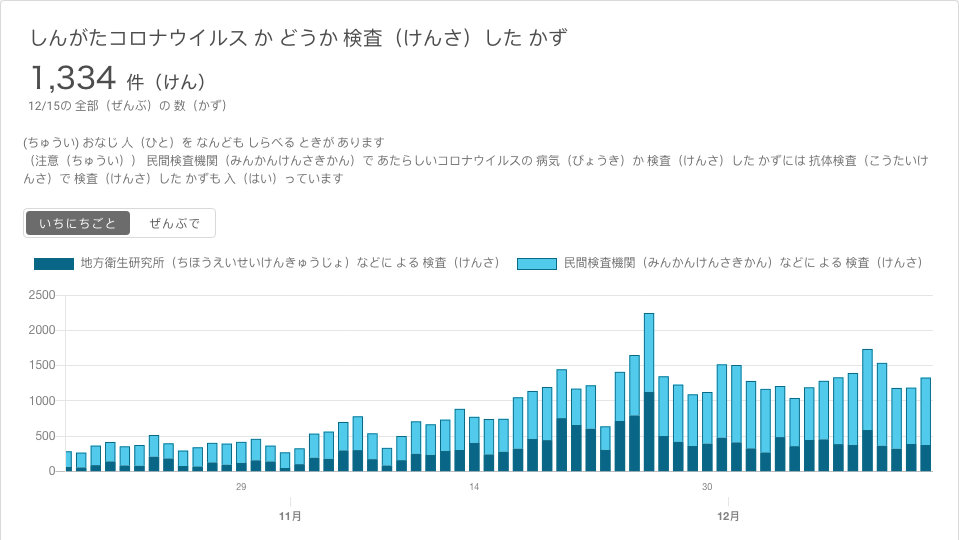 しんがたコロナウイルス か どうか 検査（けんさ）した かず
1,334 件（けん）
12/15の 全部（ぜんぶ）の 数（かず）
(ちゅうい) おなじ 人（ひと）を なんども しらべる ときが あります
（注意（ちゅうい）） 民間検査機関（みんかんけんさきかん）で あたらしいコロナウイルスの 病気（びょうき）か 検査（けんさ）した かずには 抗体検査（こうたいけ
んさ）で 検査（けんさ）した かずも 入（はい）っています
いちにちごと ぜんぶで
地方衛生研究所（ちほうえいせいけんきゅうじょ）などに よる 検査（けんさ） 民間検査機関（みんかんけんさきかん）などに よる 検査（けんさ）
2500
2000
1500
1000
500
0
29 14 30
11月 12月